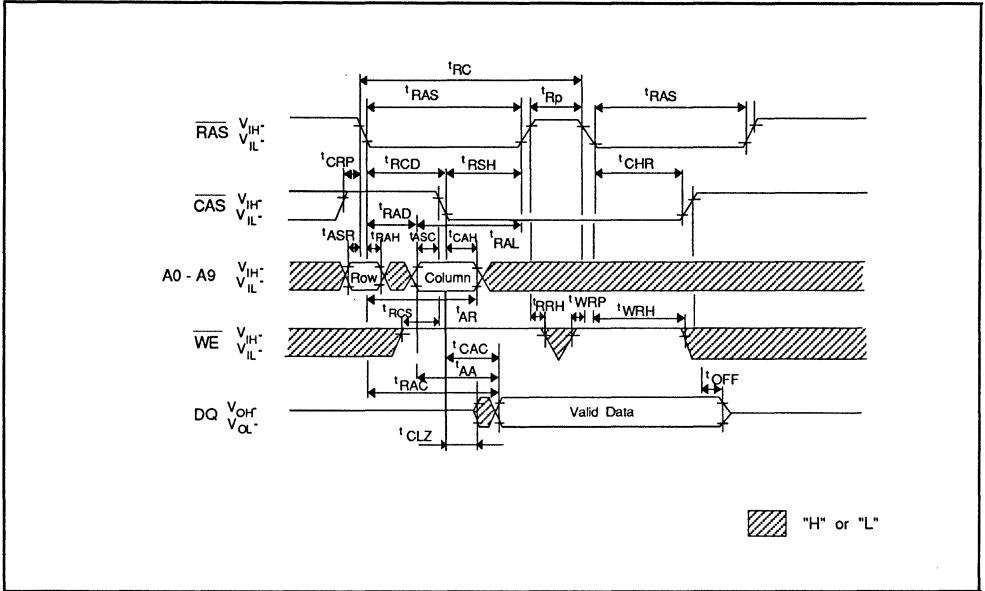 tRC
tRAS tRp tRAS
RAS VIH-
VIL-
tCRP tRCD tRSH tCHR
CAS VIH-
VIL-
tRAD tRAL
tASR tRAH tASC tCAH
A0 - A9 VIH-
VIL-
Row Column
tRCS tAR tRRH tWRP tWRH
WE VIH-
VIL-
tCAC
tAA
tRAC tOFF
DQ VOH-
VOL-
Valid Data
tCLZ
"H" or "L"